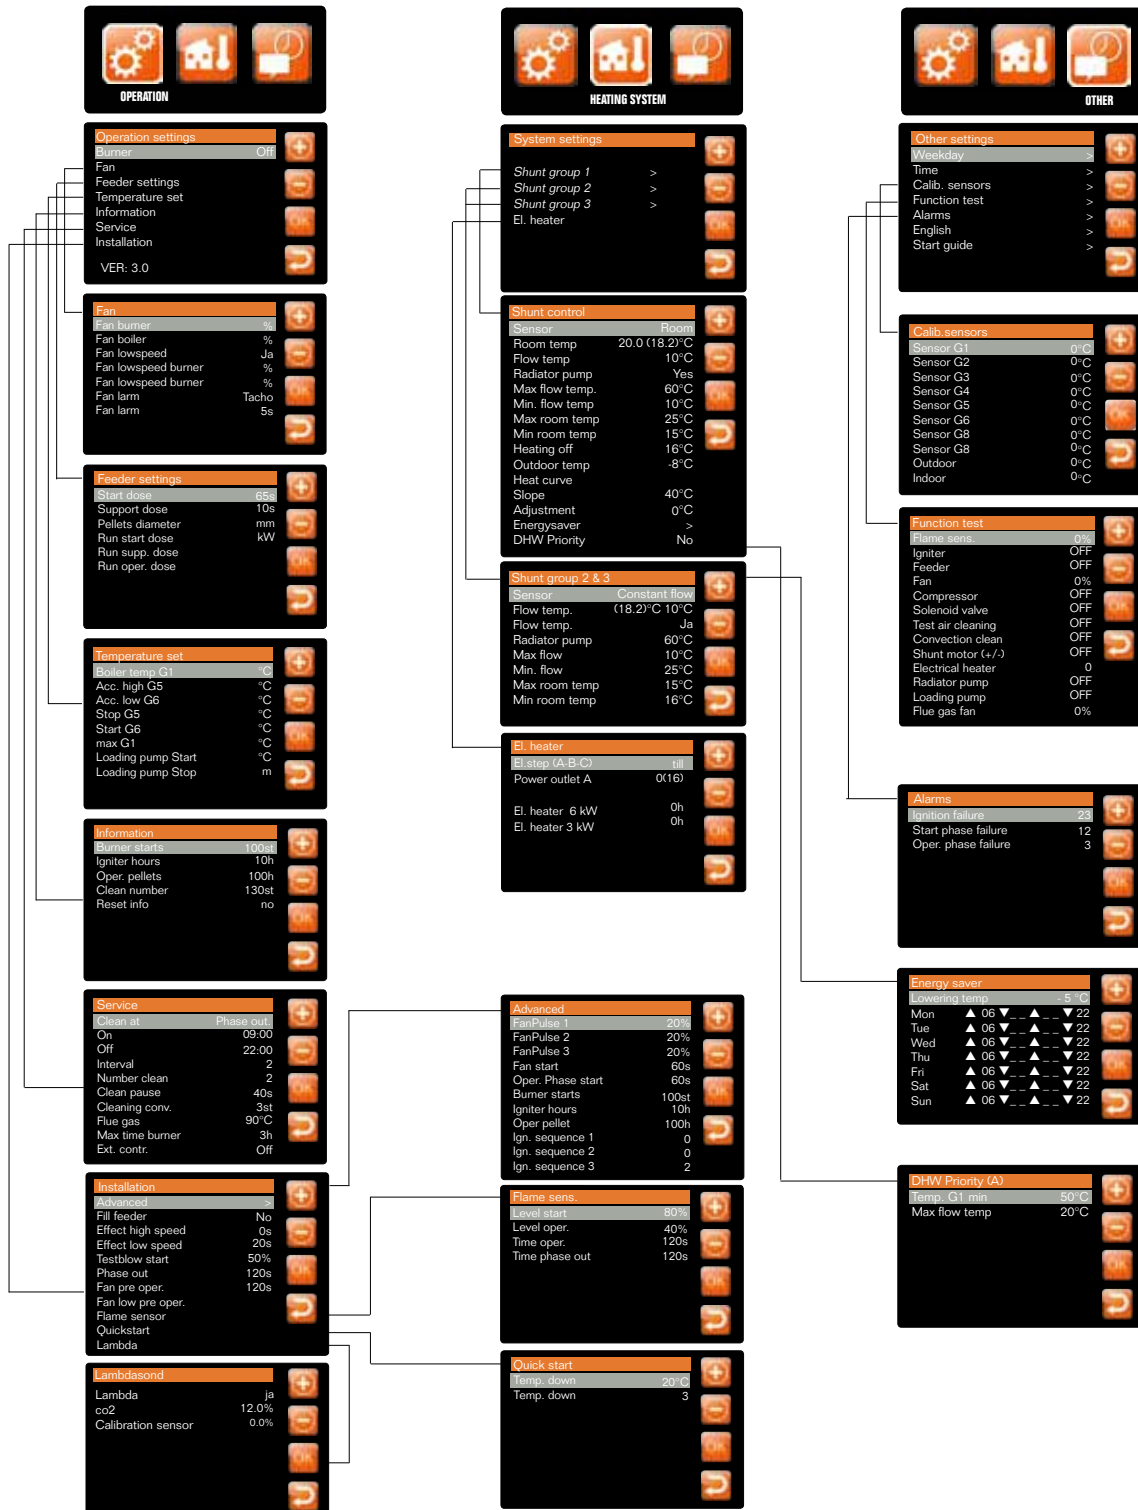 OPERATION
Operation settings
Burner Off
Fan
Feeder settings
Temperature set
Information
Service
Installation
VER: 3.0
Fan
Fan burner %
Fan boiler %
Fan lowspeed Ja
Fan lowspeed burner %
Fan lowspeed burner %
Fan larm Tacho
Fan larm 5s
OK
Feeder settings
Start dose 65s
Support dose 10s
Pellets diameter mm
Run start dose kW
Run supp. dose
Run oper. dose
OK
Temperature set
Boiler temp G1 °C
Acc. high G5 °C
Acc. low G6 °C
Stop G5 °C
Start G6 °C
max G1 °C
Loading pump Start °C
Loading pump Stop m
OK
Information
Burner starts 100st
Igniter hours 10h
Oper. pellets 100h
Clean number 130st
Reset info no
OK
Service
Clean at Phase out.
On 09:00
Off 22:00
Interval 2
Number clean 2
Clean pause 40s
Cleaning conv. 3st
Flue gas 90°C
Max time burner 3h
Ext. contr. Off
OK
Installation
Advanced >
Fill feeder No
Effect high speed 0s
Effect low speed 20s
Testblow start 50%
Phase out 120s
Fan pre oper. 120s
Fan low pre oper.
Flame sensor
Quickstart
Lambda
OK
Lambdasond
Lambda ja
co2 12.0%
Calibration sensor 0.0%
OK
HEATING SYSTEM
System settings
Shunt group 1 >
Shunt group 2 >
Shunt group 3 >
El. heater
OK
Shunt control
Sensor Room
Room temp 20.0 (18.2)°C
Flow temp 10°C
Radiator pump Yes
Max flow temp. 60°C
Min. flow temp 10°C
Max room temp 25°C
Min room temp 15°C
Heating off 16°C
Outdoor temp -8°C
Heat curve
Slope 40°C
Adjustment 0°C
Energysaver >
DHW Priority No
OK
Shunt group 2 & 3
Sensor Constant flow
Flow temp. (18.2)°C 10°C
Flow temp. Ja
Radiator pump 60°C
Max flow 10°C
Min. flow 25°C
Max room temp 15°C
Min room temp 16°C
OK
El. heater
El.step (A-B-C) till
Power outlet A 0(16)
El. heater 6 kW 0h
El. heater 3 kW 0h
OK
Advanced
FanPulse 1 20%
FanPulse 2 20%
FanPulse 3 20%
Fan start 60s
Oper. Phase start 60s
Burner starts 100st
Igniter hours 10h
Oper pellet 100h
Ign. sequence 1 0
Ign. sequence 2 0
Ign. sequence 3 2
OK
Flame sens.
Level start 80%
Level oper. 40%
Time oper. 120s
Time phase out 120s
OK
Quick start
Temp. down 20°C
Temp. down 3
OK
OTHER
Other settings
Weekday >
Time >
Calib. sensors >
Function test >
Alarms >
English >
Start guide >
OK
Calib.sensors
Sensor G1 0°C
Sensor G2 0°C
Sensor G3 0°C
Sensor G4 0°C
Sensor G5 0°C
Sensor G6 0°C
Sensor G8 0°C
Sensor G8 0°C
Outdoor 0°C
Indoor 0°C
OK
Function test
Flame sens. 0%
Igniter OFF
Feeder OFF
Fan 0%
Compressor OFF
Solenoid valve OFF
Test air cleaning OFF
Convection clean OFF
Shunt motor (+/-) OFF
Electrical heater 0
Radiator pump OFF
Loading pump OFF
Flue gas fan 0%
OK
Alarms
Ignition failure 23
Start phase failure 12
Oper. phase failure 3
OK
Energy saver
Lowering temp - 5 °C
Mon ▲ 06 ▼_ _ ▲_ _ ▼ 22
Tue ▲ 06 ▼_ _ ▲_ _ ▼ 22
Wed ▲ 06 ▼_ _ ▲_ _ ▼ 22
Thu ▲ 06 ▼_ _ ▲_ _ ▼ 22
Fri ▲ 06 ▼_ _ ▲_ _ ▼ 22
Sat ▲ 06 ▼_ _ ▲_ _ ▼ 22
Sun ▲ 06 ▼_ _ ▲_ _ ▼ 22
OK
DHW Priority (A)
Temp. G1 min 50°C
Max flow temp 20°C
OK